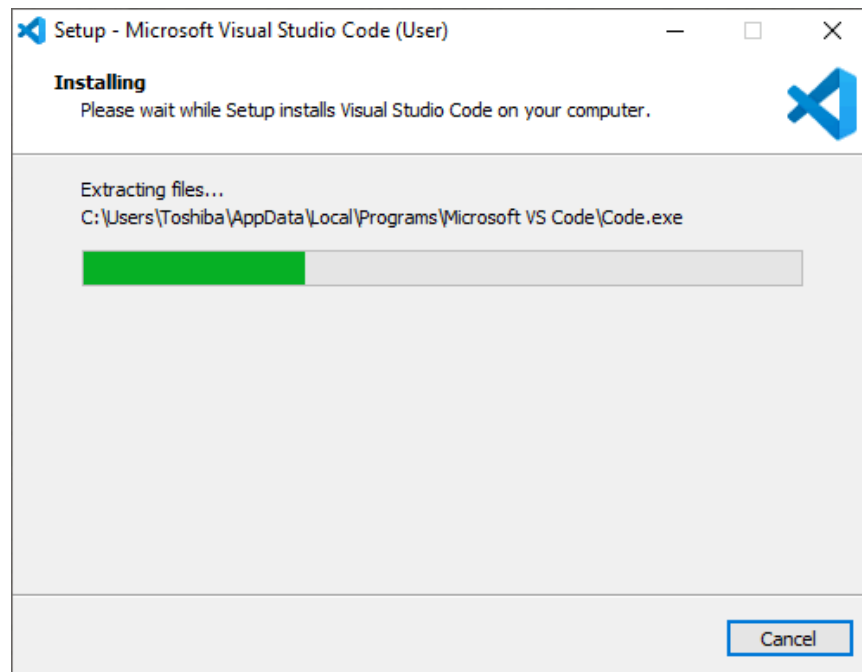 Setup - Microsoft Visual Studio Code (User)
Installing
Please wait while Setup installs Visual Studio Code on your computer.
Extracting files...
C:\Users\Toshiba\AppData\Local\Programs\Microsoft VS Code\Code.exe
Cancel